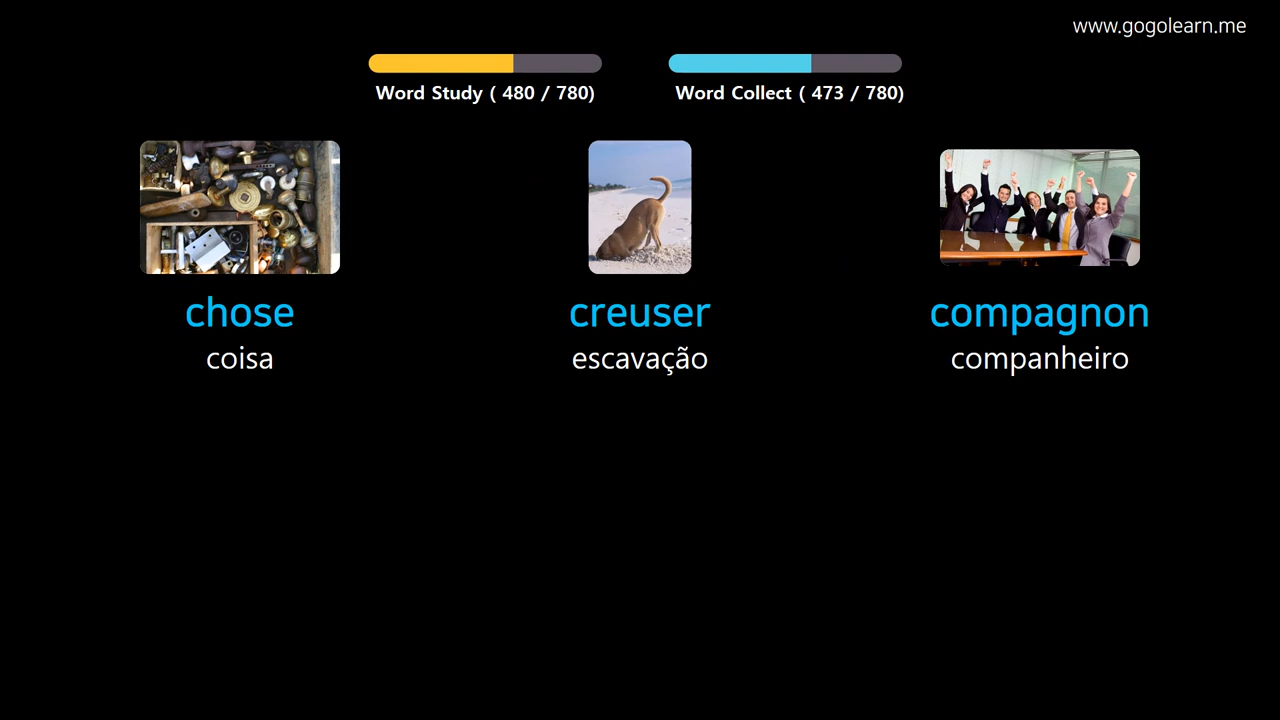 www.gogolearn.me
Word Study ( 480 / 780)
Word Collect ( 473 / 780)
chose
creuser
compagnon
coisa
escavação
companheiro